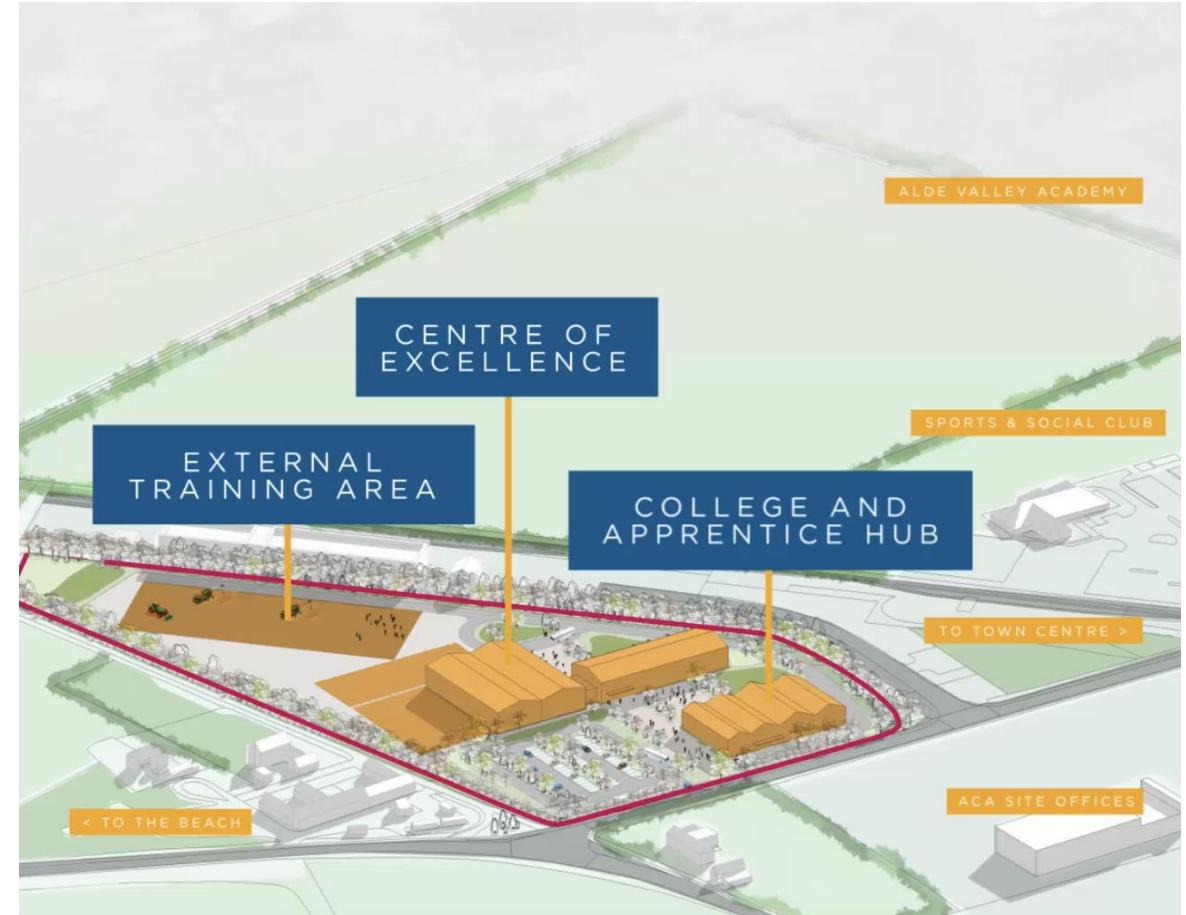 ALDE VALLEY ACADEMY
CENTRE OF
EXCELLENCE
SPORTS & SOCIAL CLUB
EXTERNAL
TRAINING AREA
COLLEGE AND
APPRENTICE HUB
TO TOWN CENTRE >
ACA SITE OFFICES
< TO THE BEACH